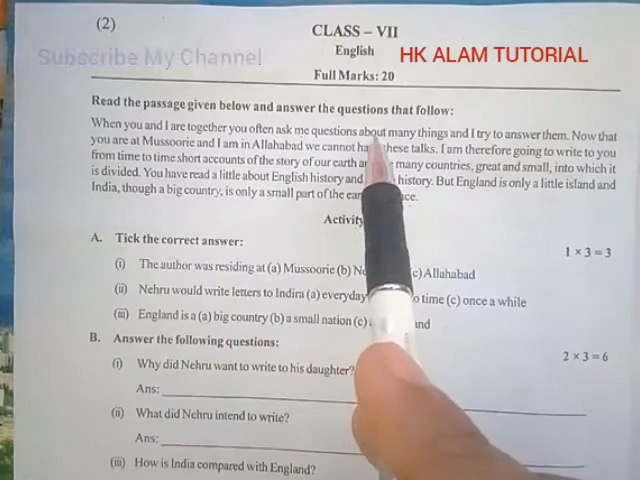 (2)
CLASS – VII
Subscribe My Channel
English
HK ALAM TUTORIAL
Full Marks: 20
Read the passage given below and answer the questions that follow:
When you and I are together you often ask me questions about many things and I try to answer them. Now that
you are at Mussoorie and I am in Allahabad we cannot ha these talks. I am therefore going to write to you
from time to time short accounts of the story of our earth an many countries, great and small, into which it
is divided. You have read a little about English history and history. But England is only a little island and
India, though a big country, is only a small part of the ear ce.
Activity
A. Tick the correct answer:
1 × 3 = 3
(i) The author was residing at (a) Mussoorie (b) Ne (c) Allahabad
(ii) Nehru would write letters to Indira (a) everyday o time (c) once a while
(iii) England is a (a) big country (b) a small nation (c) and
B. Answer the following questions:
2 × 3 = 6
(i) Why did Nehru want to write to his daughter?
Ans:
(ii) What did Nehru intend to write?
Ans:
(iii) How is India compared with England?